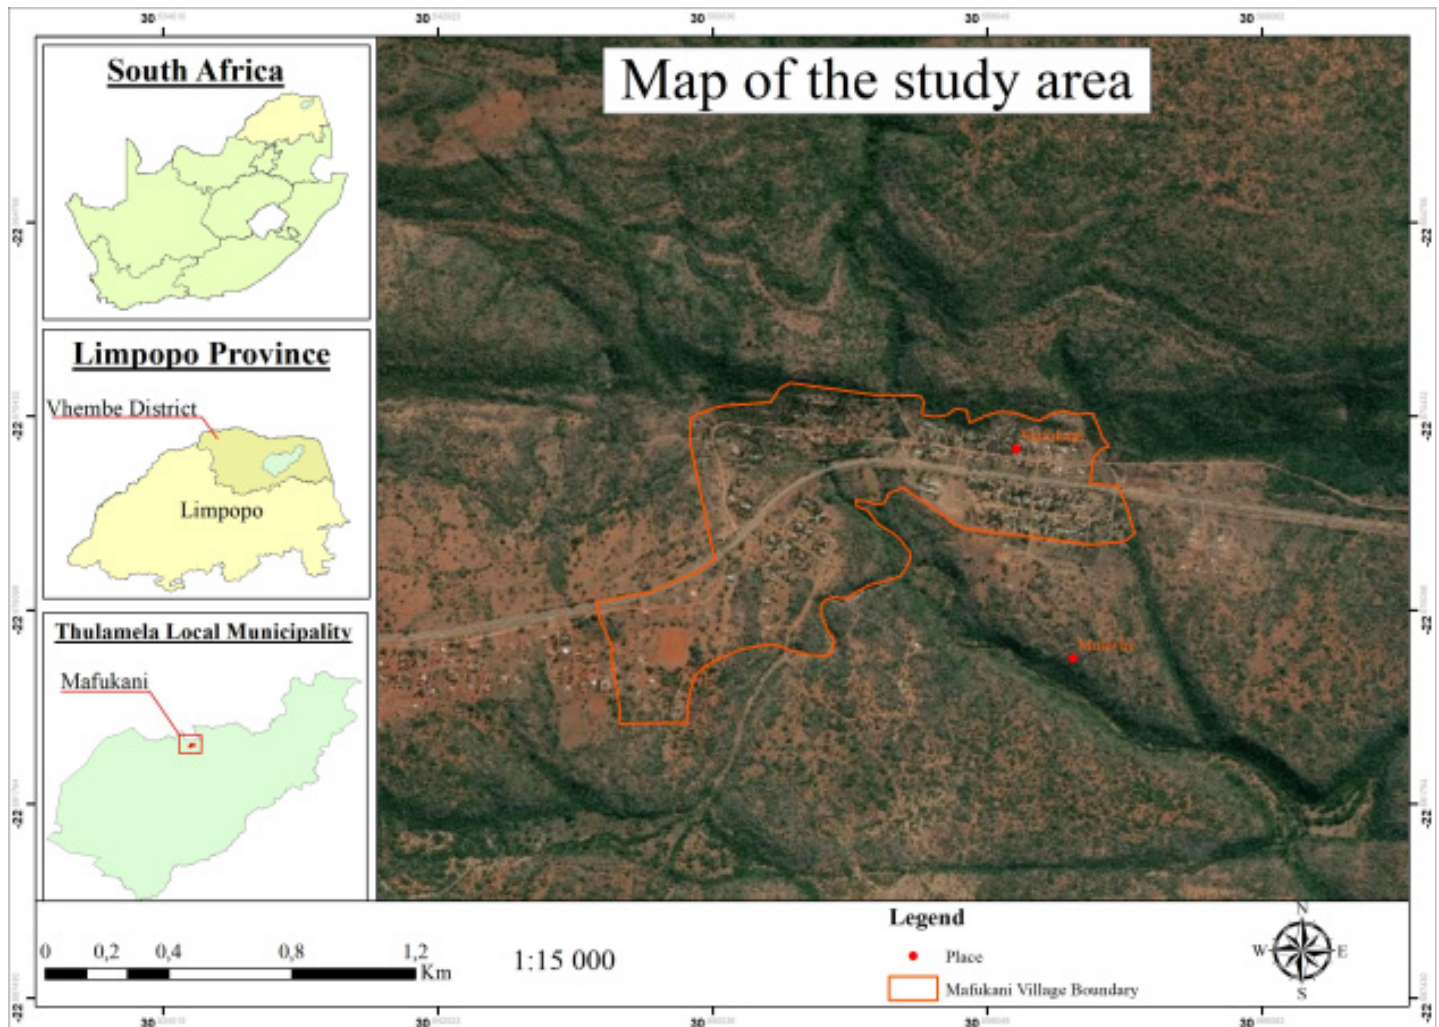 Map of the study area
South Africa
Limpopo Province
Vhembe District
Limpopo
Thulamela Local Municipality
Mafukani
0 0,2 0,4 0,8 1,2
Km
1:15 000
Legend
Place
Mafukani Village Boundary
N
W E
S